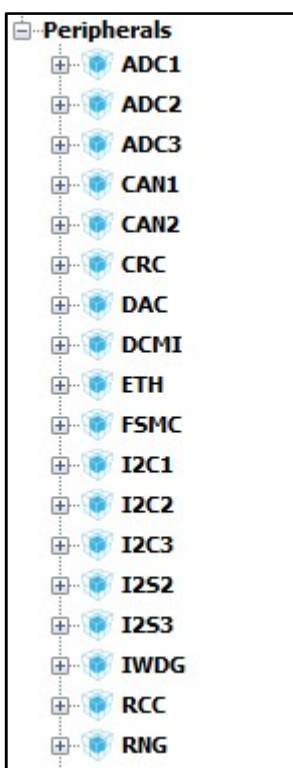 Peripherals
ADC1
ADC2
ADC3
CAN1
CAN2
CRC
DAC
DCMI
ETH
FSMC
I2C1
I2C2
I2C3
I2S2
I2S3
IWDG
RCC
RNG